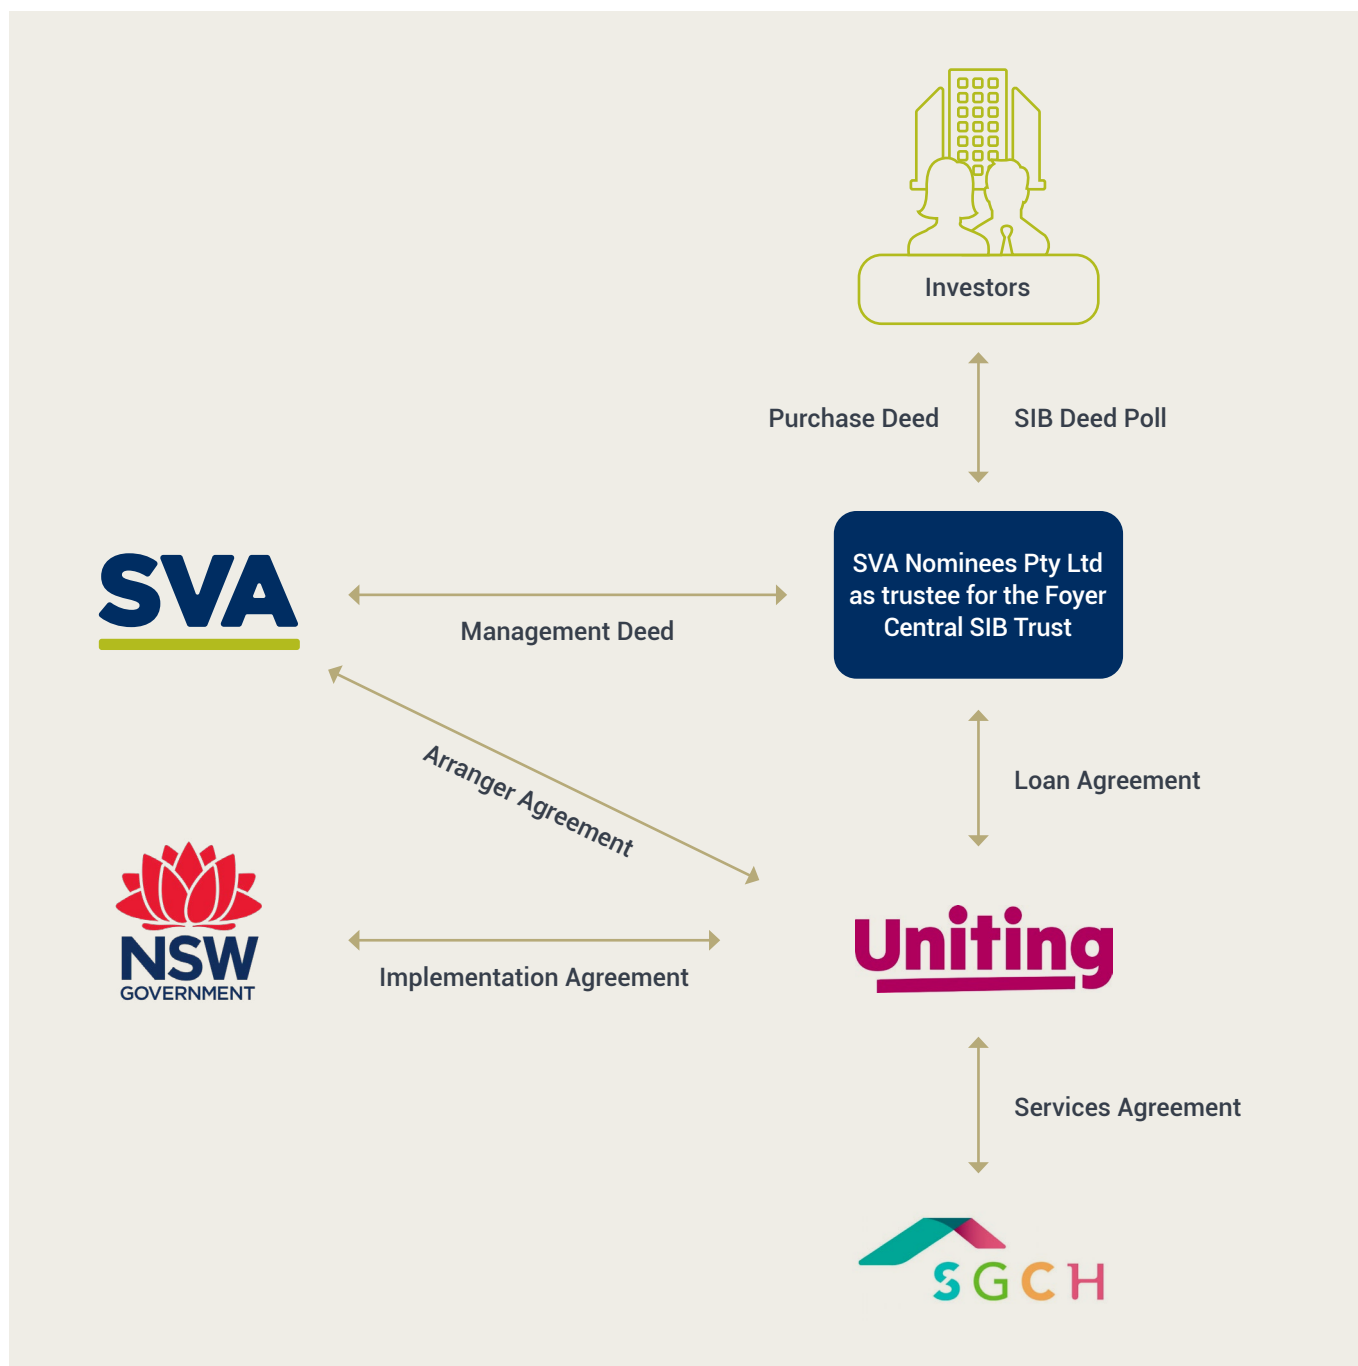 Investors
Purchase Deed
SIB Deed Poll
SVA
Management Deed
SVA Nominees Pty Ltd
as trustee for the Foyer
Central SIB Trust
Arranger Agreement
Loan Agreement
NSW
GOVERNMENT
Implementation Agreement
Uniting
Services Agreement
SGCH